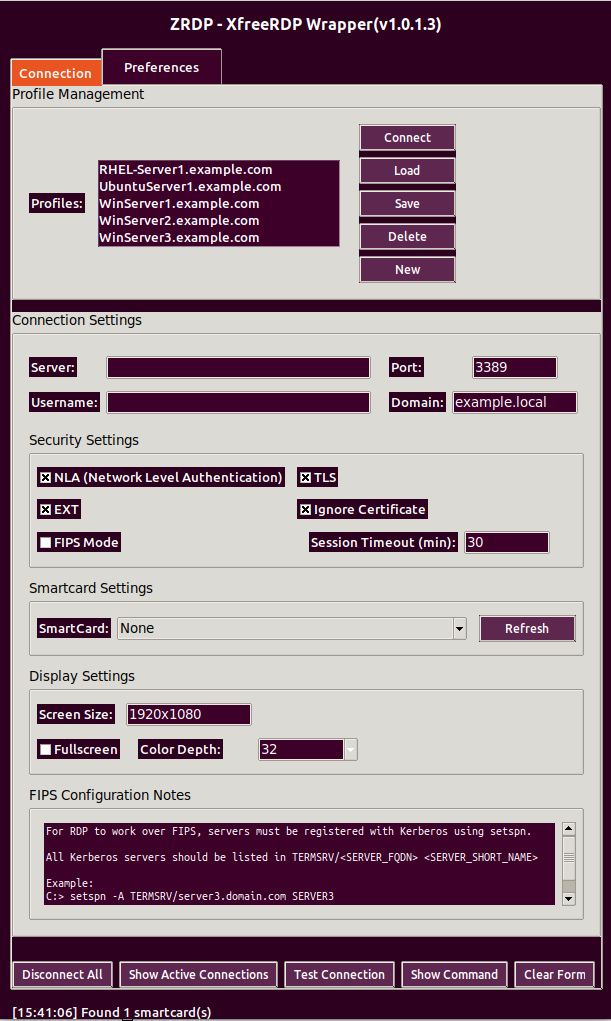 ZRDP - XfreeRDP Wrapper(v1.0.1.3)
Connection
Preferences
Profile Management
Profiles:
RHEL-Server1.example.com
UbuntuServer1.example.com
WinServer1.example.com
WinServer2.example.com
WinServer3.example.com
Connect
Load
Save
Delete
New
Connection Settings
Server:
Port: 3389
Username:
Domain: example.local
Security Settings
NLA (Network Level Authentication)
TLS
EXT
Ignore Certificate
FIPS Mode
Session Timeout (min): 30
Smartcard Settings
SmartCard: None
Refresh
Display Settings
Screen Size: 1920x1080
Fullscreen
Color Depth: 32
FIPS Configuration Notes
For RDP to work over FIPS, servers must be registered with Kerberos using setspn.
All Kerberos servers should be listed in TERMSRV/<SERVER_FQDN> <SERVER_SHORT_NAME>
Example:
C:> setspn -A TERMSRV/server3.domain.com SERVER3
Disconnect All
Show Active Connections
Test Connection
Show Command
Clear Form
[15:41:06] Found 1 smartcard(s)